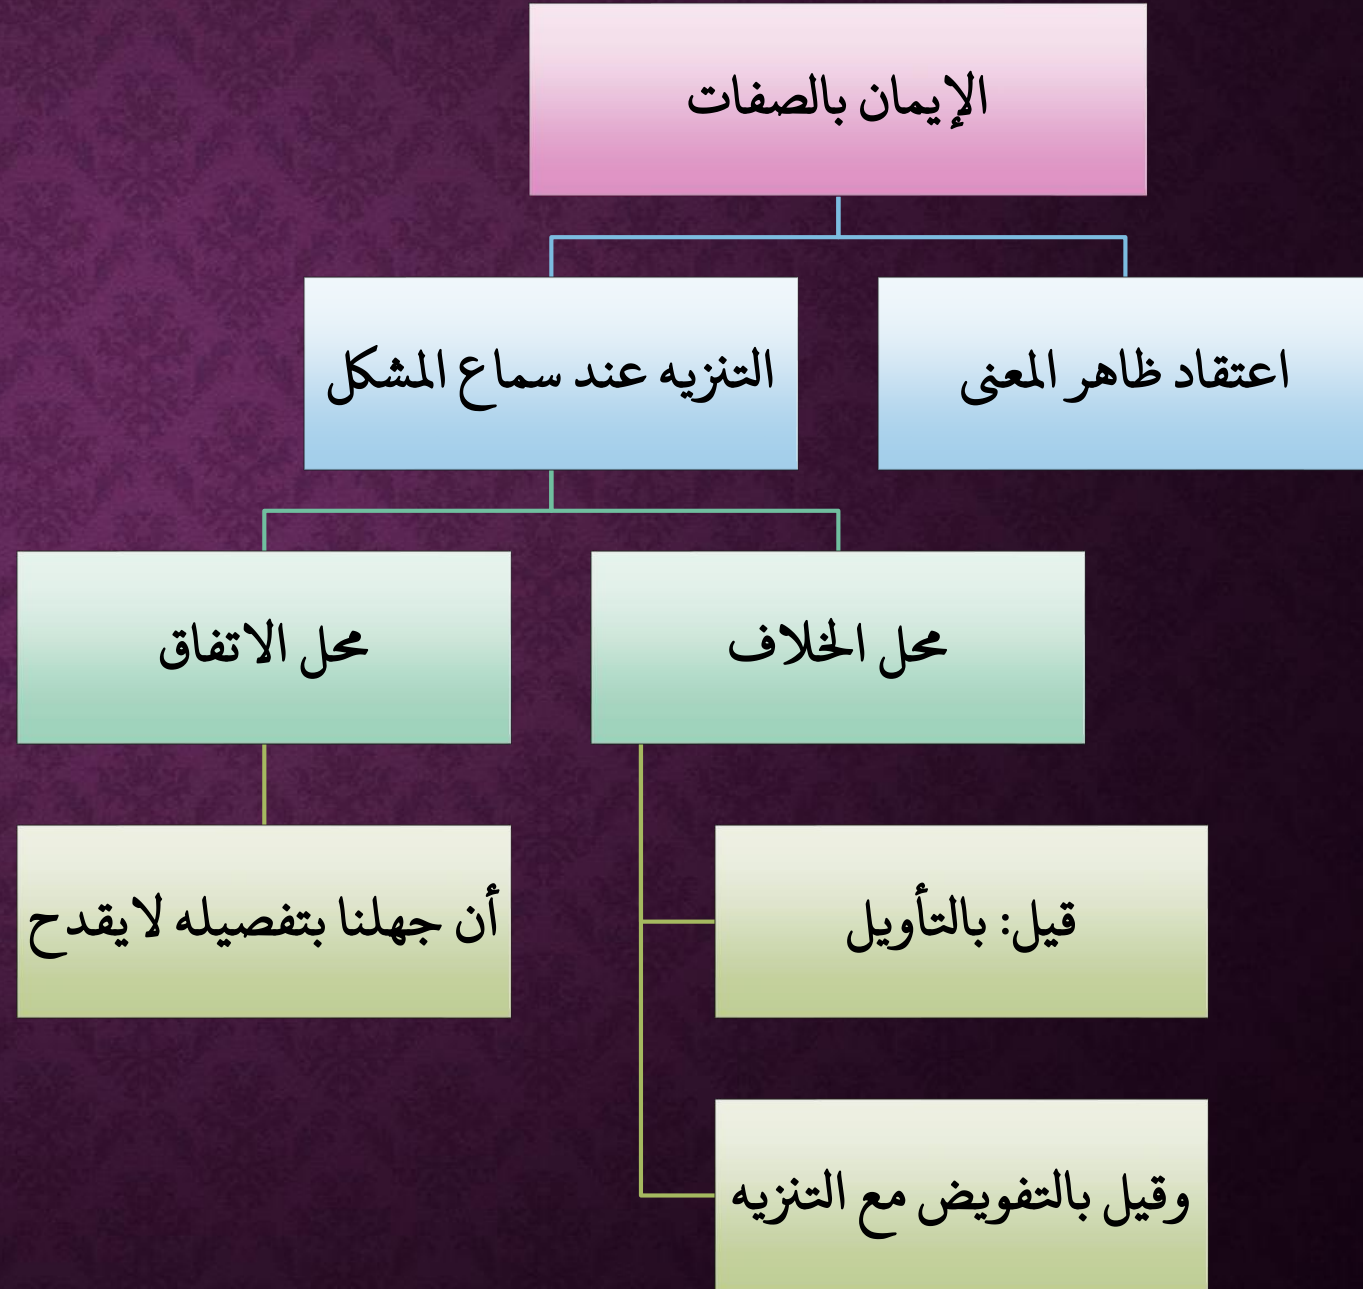 الإيمان بالصفات
اعتقاد ظاهر المعنى
التنزيه عند سماع المشكل
محل الخلاف
محل الاتفاق
قيل: بالتأويل
أن جهلنا بتفصيله لايقدح
وقيل بالتفويض مع التنزيه